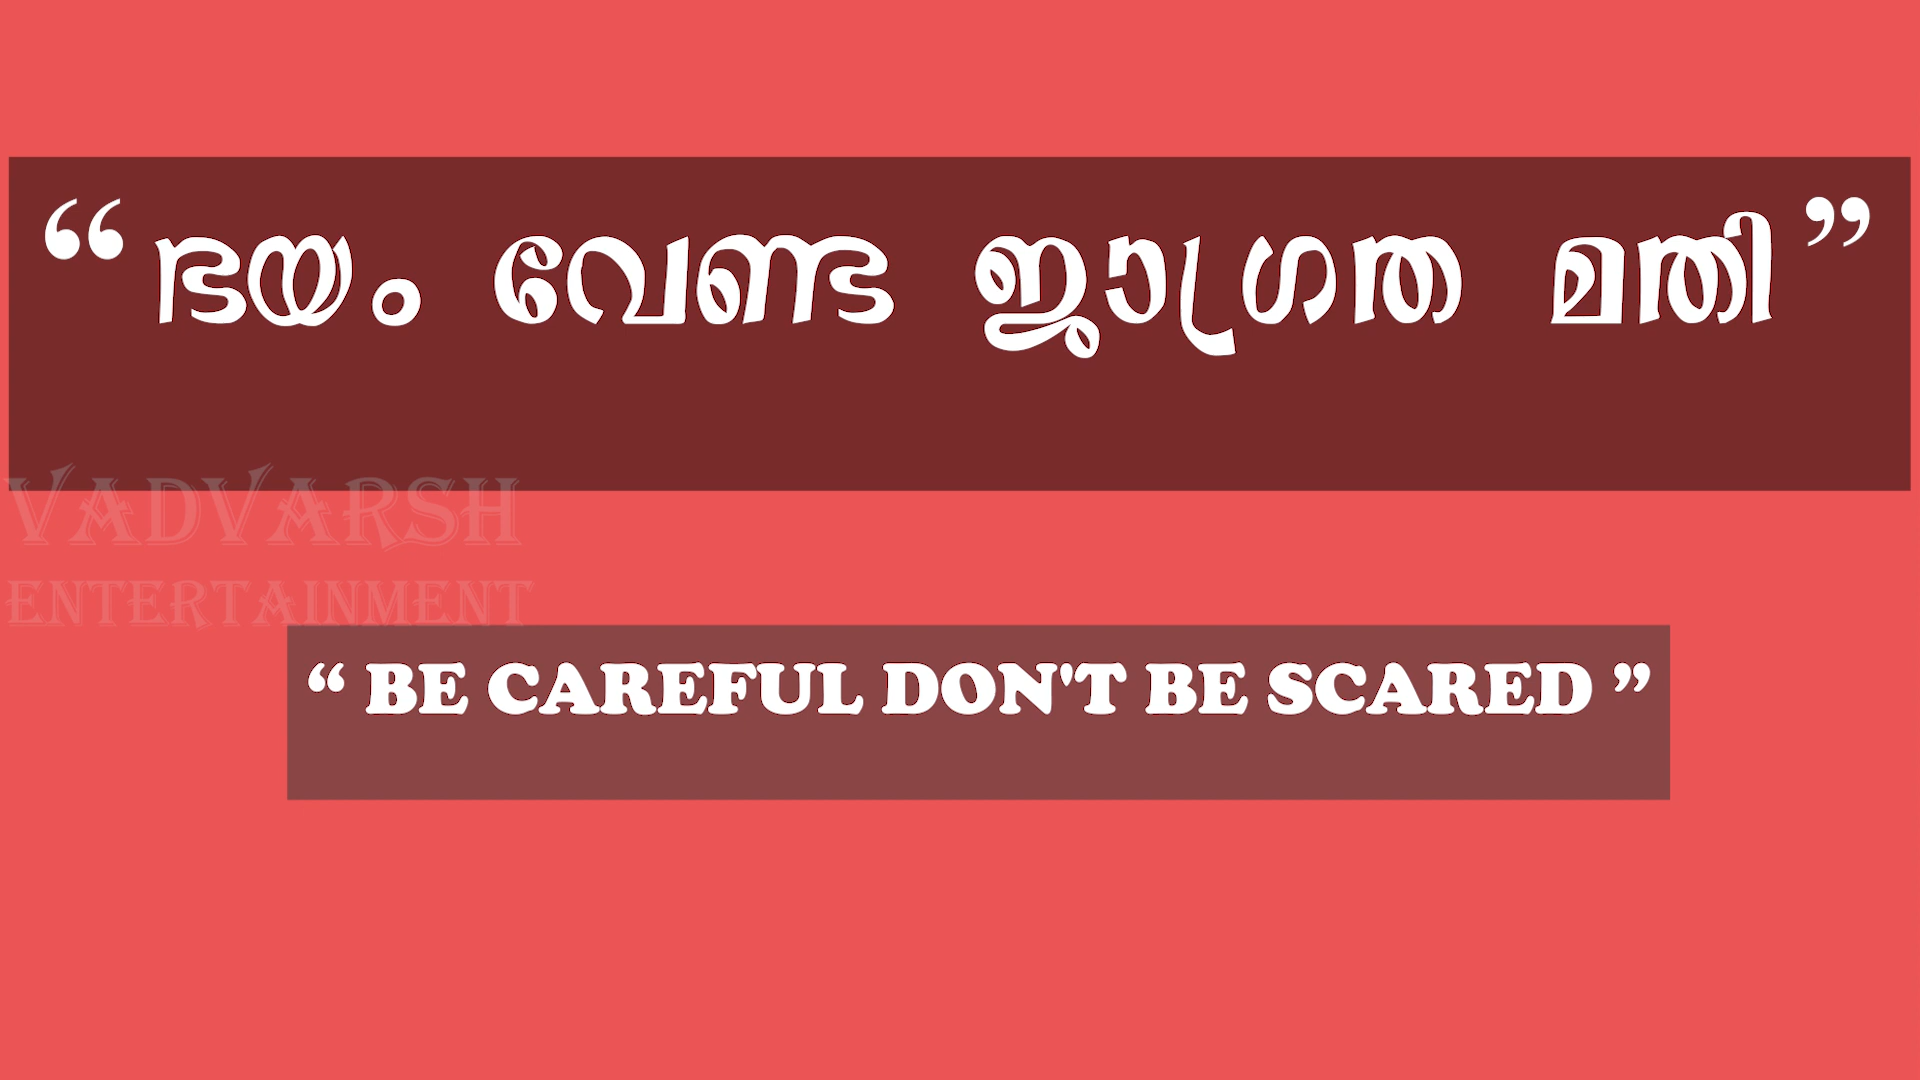 “ ഭയം വേണ്ട ജാഗ്രത മതി ”
VADVARSH
ENTERTAINMENT
“ BE CAREFUL DON'T BE SCARED ”